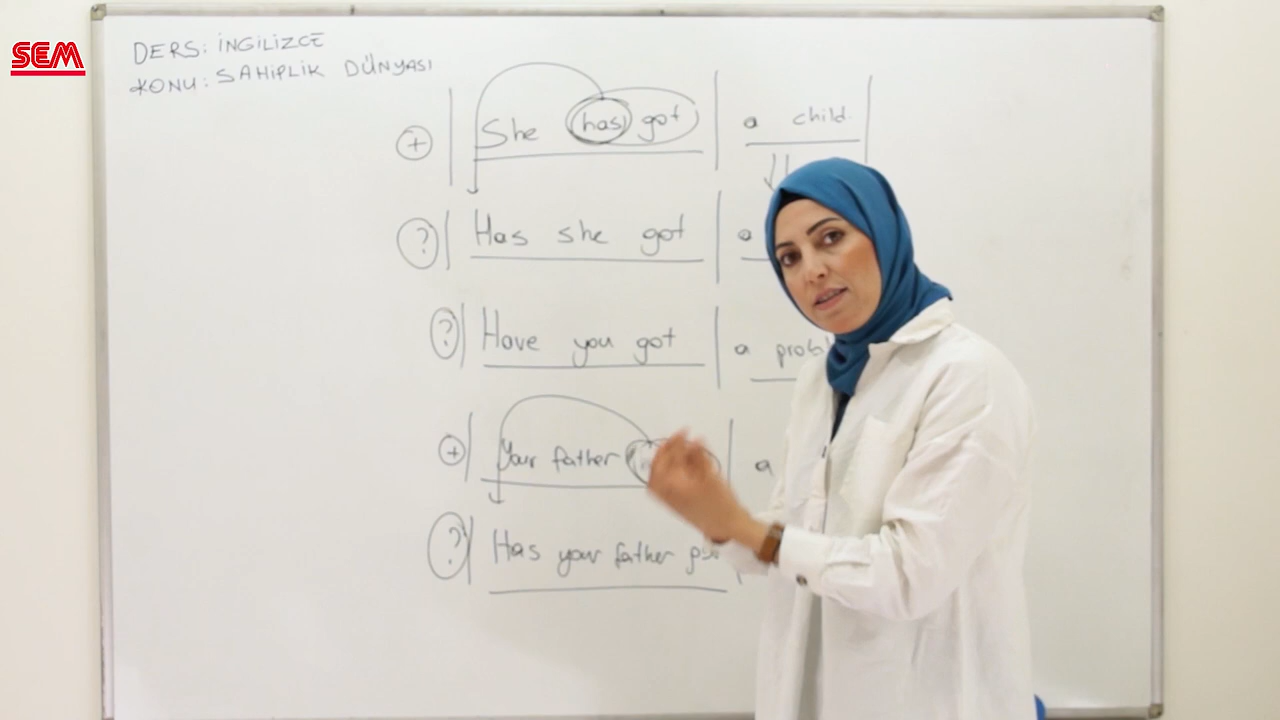 SEM
DERS: İNGİLİZCE
KONU: SAHİPLİK DÜNYASI
(+) She has got a child.
(?) Has she got a
(?) Have you got a
(+) Your father a
(?) Has your father